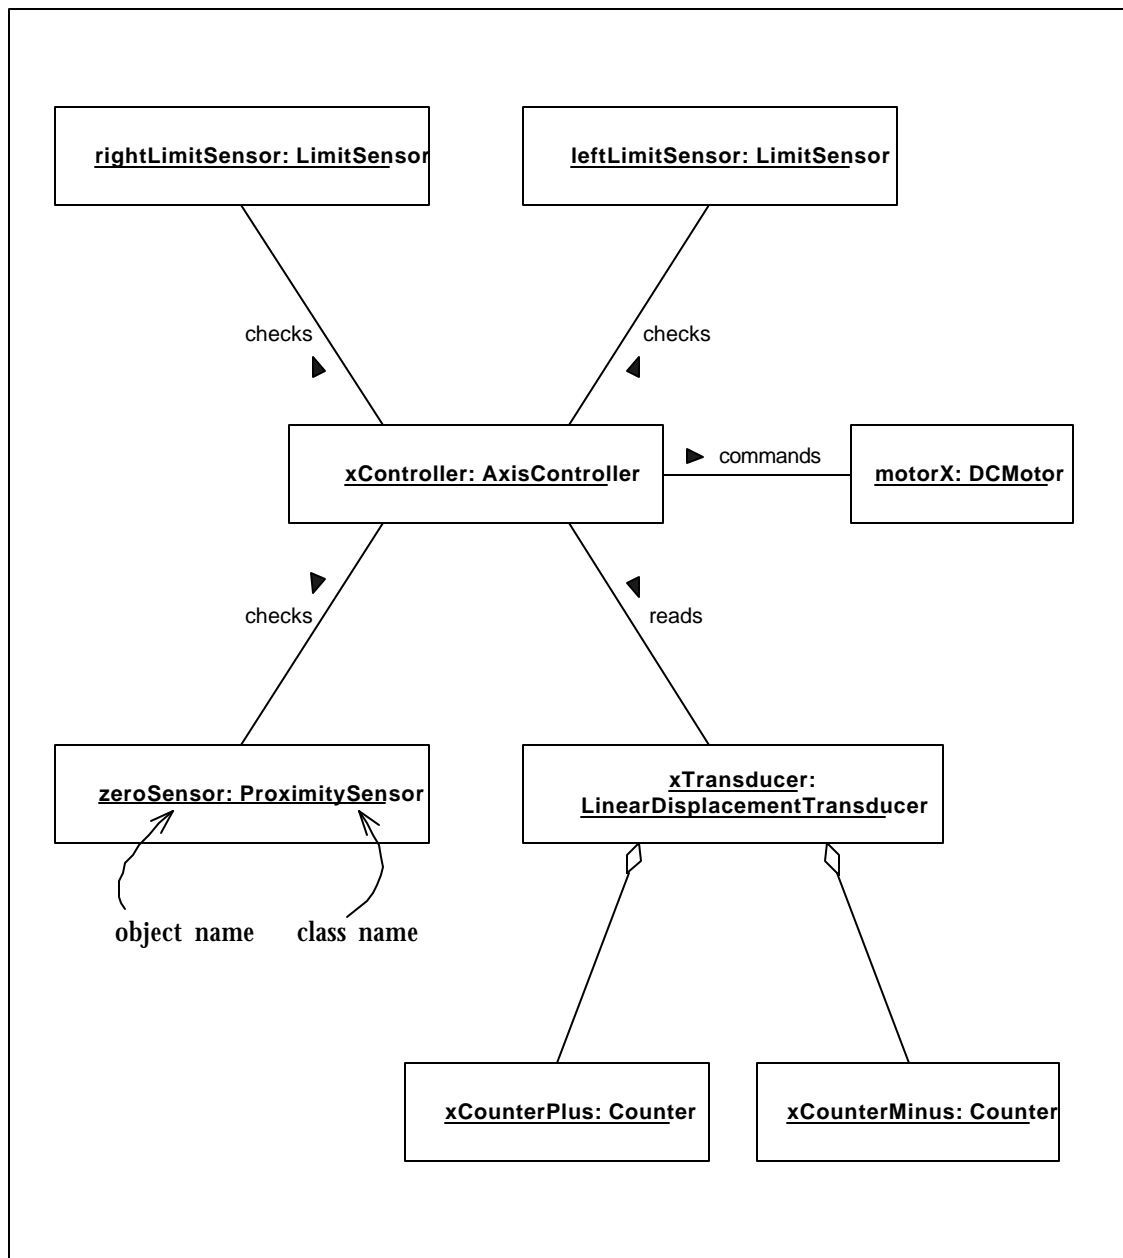 rightLimitSensor: LimitSensor
leftLimitSensor: LimitSensor
checks
checks
commands
xController: AxisController
motorX: DCMotor
checks
reads
zeroSensor: ProximitySensor
xTransducer:
LinearDisplacementTransducer
object name
class name
xCounterPlus: Counter
xCounterMinus: Counter